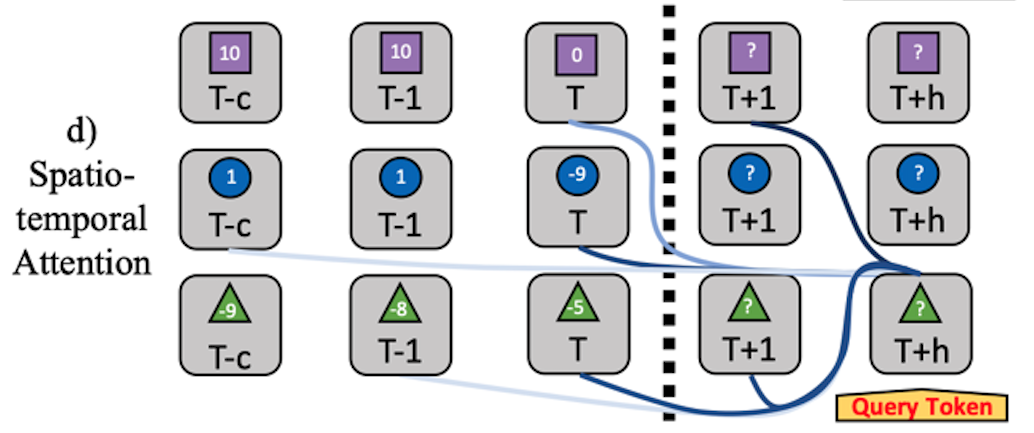 10 10 0 ? ?
T-c T-1 T T+1 T+h
d)
Spatio-
temporal
Attention
1 1 -9 ? ?
T-c T-1 T T+1 T+h
-9 -8 -5 ? ?
T-c T-1 T T+1 T+h
Query Token